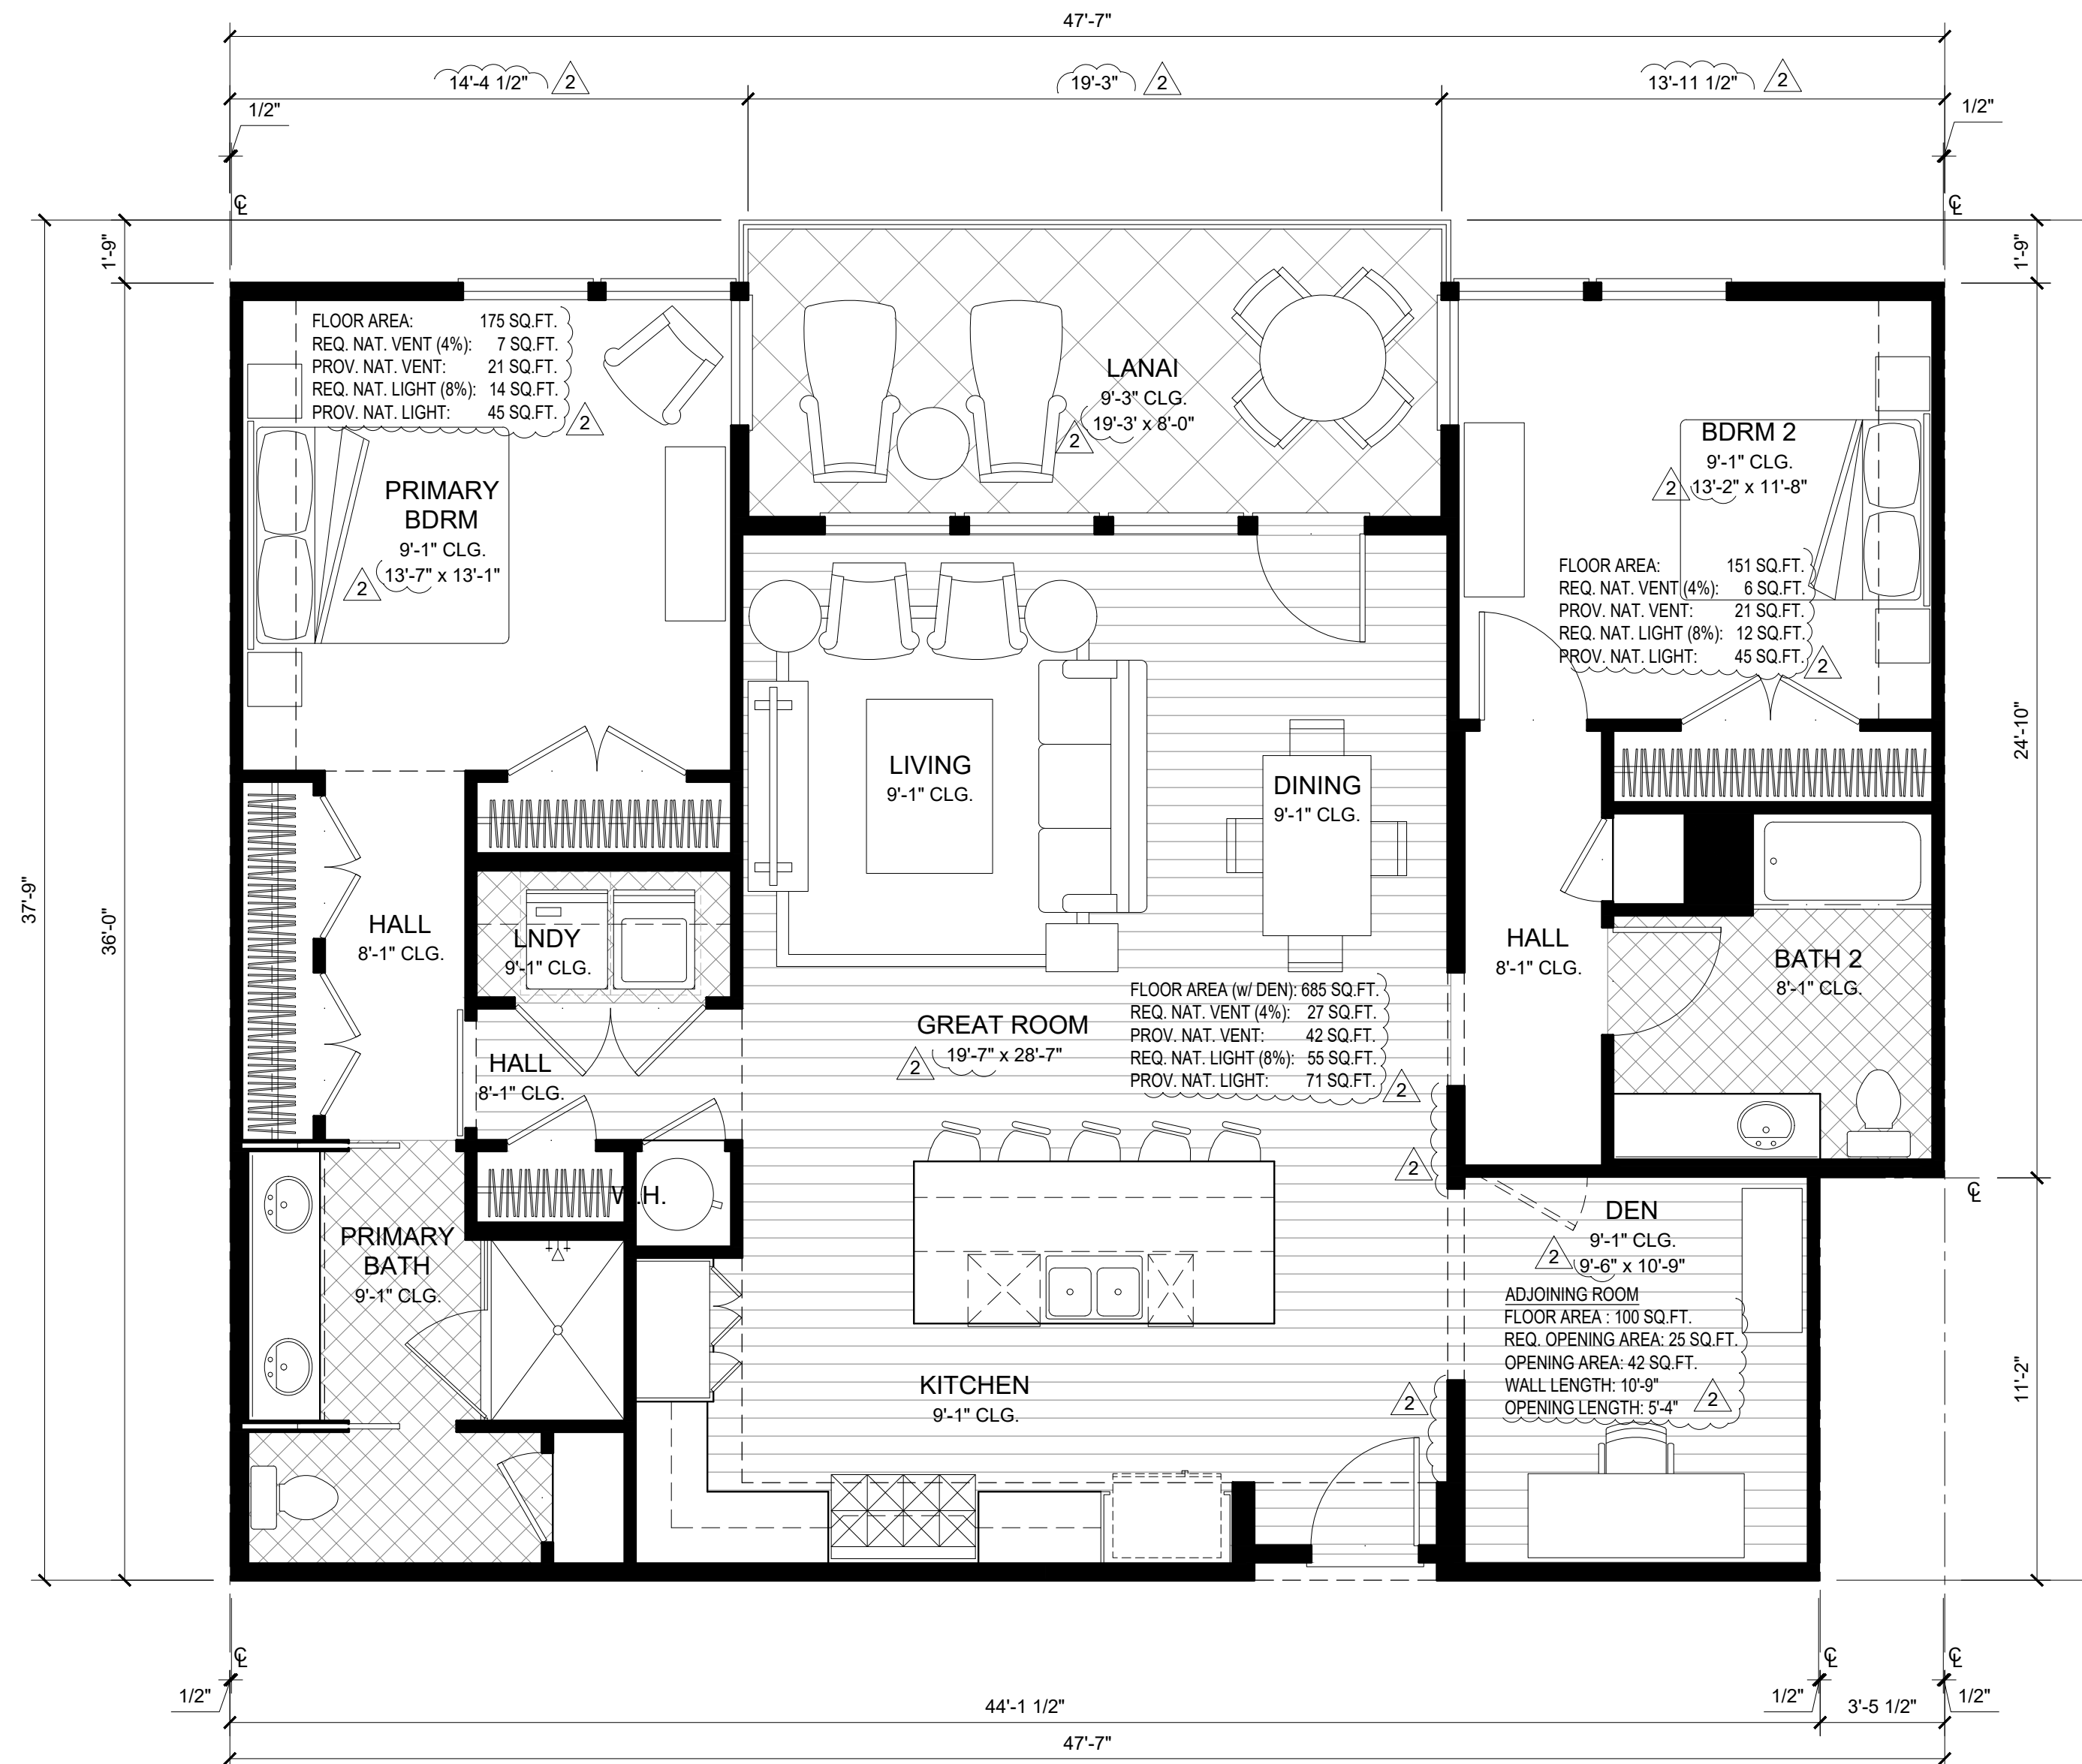 47'-7"
14'-4 1/2"
2
19'-3"
2
13'-11 1/2"
2
1/2"
1/2"
℄
℄
1'-9"
1'-9"
FLOOR AREA: 175 SQ.FT.
REQ. NAT. VENT (4%): 7 SQ.FT.
PROV. NAT. VENT: 21 SQ.FT.
REQ. NAT. LIGHT (8%): 14 SQ.FT.
PROV. NAT. LIGHT: 45 SQ.FT.
2
LANAI
9'-3" CLG.
19'-3' x 8'-0"
2
BDRM 2
9'-1" CLG.
13'-2" x 11'-8"
2
PRIMARY
BDRM
9'-1" CLG.
13'-7" x 13'-1"
2
FLOOR AREA: 151 SQ.FT.
REQ. NAT. VENT (4%): 6 SQ.FT.
PROV. NAT. VENT: 21 SQ.FT.
REQ. NAT. LIGHT (8%): 12 SQ.FT.
PROV. NAT. LIGHT: 45 SQ.FT.
2
24'-10"
LIVING
9'-1" CLG.
DINING
9'-1" CLG.
37'-9"
36'-0"
HALL
8'-1" CLG.
LNDY
9'-1" CLG.
HALL
8'-1" CLG.
BATH 2
8'-1" CLG.
FLOOR AREA (w/ DEN): 685 SQ.FT.
REQ. NAT. VENT (4%): 27 SQ.FT.
PROV. NAT. VENT: 42 SQ.FT.
REQ. NAT. LIGHT (8%): 55 SQ.FT.
PROV. NAT. LIGHT: 71 SQ.FT.
2
GREAT ROOM
19'-7" x 28'-7"
2
HALL
8'-1" CLG.
2
W.H.
℄
DEN
9'-1" CLG.
9'-6" x 10'-9"
2
PRIMARY
BATH
9'-1" CLG.
ADJOINING ROOM
FLOOR AREA : 100 SQ.FT.
REQ. OPENING AREA: 25 SQ.FT.
OPENING AREA: 42 SQ.FT.
WALL LENGTH: 10'-9"
OPENING LENGTH: 5'-4"
2
11'-2"
KITCHEN
9'-1" CLG.
2
℄
℄
℄
1/2"
44'-1 1/2"
1/2"
3'-5 1/2"
1/2"
47'-7"